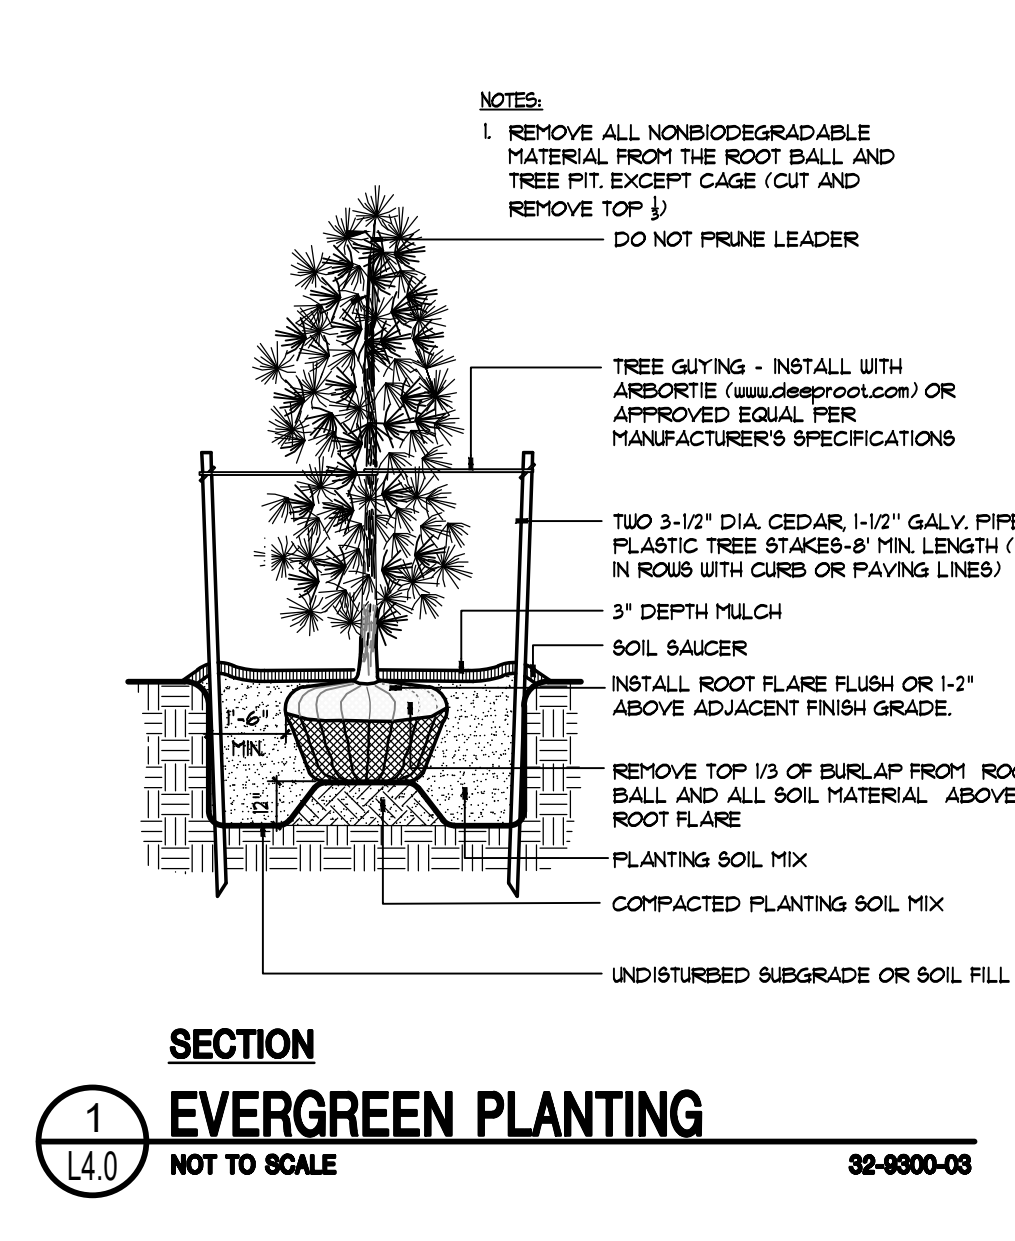 NOTES:
1. REMOVE ALL NONBIODEGRADABLE
MATERIAL FROM THE ROOT BALL AND
TREE PIT. EXCEPT CAGE (CUT AND
REMOVE TOP 1/3)
DO NOT PRUNE LEADER
TREE GUYING - INSTALL WITH
ARBORTIE (www.deeproot.com) OR
APPROVED EQUAL PER
MANUFACTURER'S SPECIFICATIONS
TWO 3-1/2" DIA. CEDAR, 1-1/2'' GALV.
PLASTIC TREE STAKES-8' MIN. LENGTH (
IN ROWS WITH CURB OR PAVING LINES)
3" DEPTH MULCH
SOIL SAUCER
INSTALL ROOT FLARE FLUSH OR 1-2"
ABOVE ADJACENT FINISH GRADE.
1'-6"
MIN.
12"
REMOVE TOP 1/3 OF BURLAP FROM
BALL AND ALL SOIL MATERIAL ABOVE
ROOT FLARE
PLANTING SOIL MIX
COMPACTED PLANTING SOIL MIX
UNDISTURBED SUBGRADE OR SOIL FILL
SECTION
1
EVERGREEN PLANTING
L4.0
NOT TO SCALE
32-9300-03